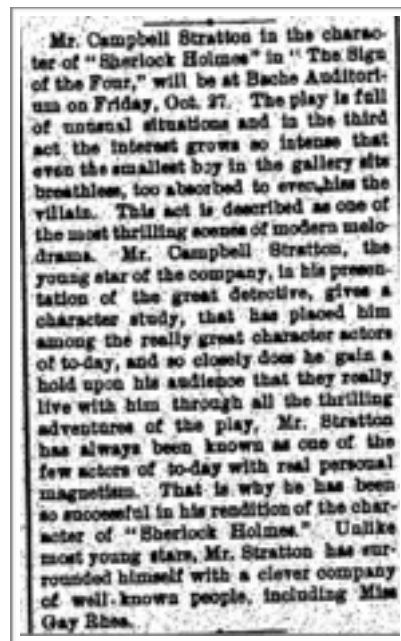 Mr. Campbell Stratton in the charac-
ter of "Sherlock Holmes" in "The Sign
of the Four," will be at Bache Auditori-
um on Friday, Oct. 27. The play is full
of unusual situations and in the third
act the interest grows so intense that
even the smallest boy in the gallery sits
breathless, too absorbed to even hiss the
villain. This act is described as one of
the most thrilling scenes of modern melo-
drama. Mr. Campbell Stratton, the
young star of the company, in his presen-
tation of the great detective, gives a
character study, that has placed him
among the really great character actors
of to-day, and so closely does he gain a
hold upon his audience that they really
live with him through all the thrilling
adventures of the play, Mr. Stratton
has always been known as one of the
few actors of to-day with real personal
magnetism. That is why he has been
so successful in his rendition of the char-
acter of "Sherlock Holmes." Unlike
most young stars, Mr. Stratton has sur-
rounded himself with a clever company
of well-known people, including Miss
Gay Rhea.